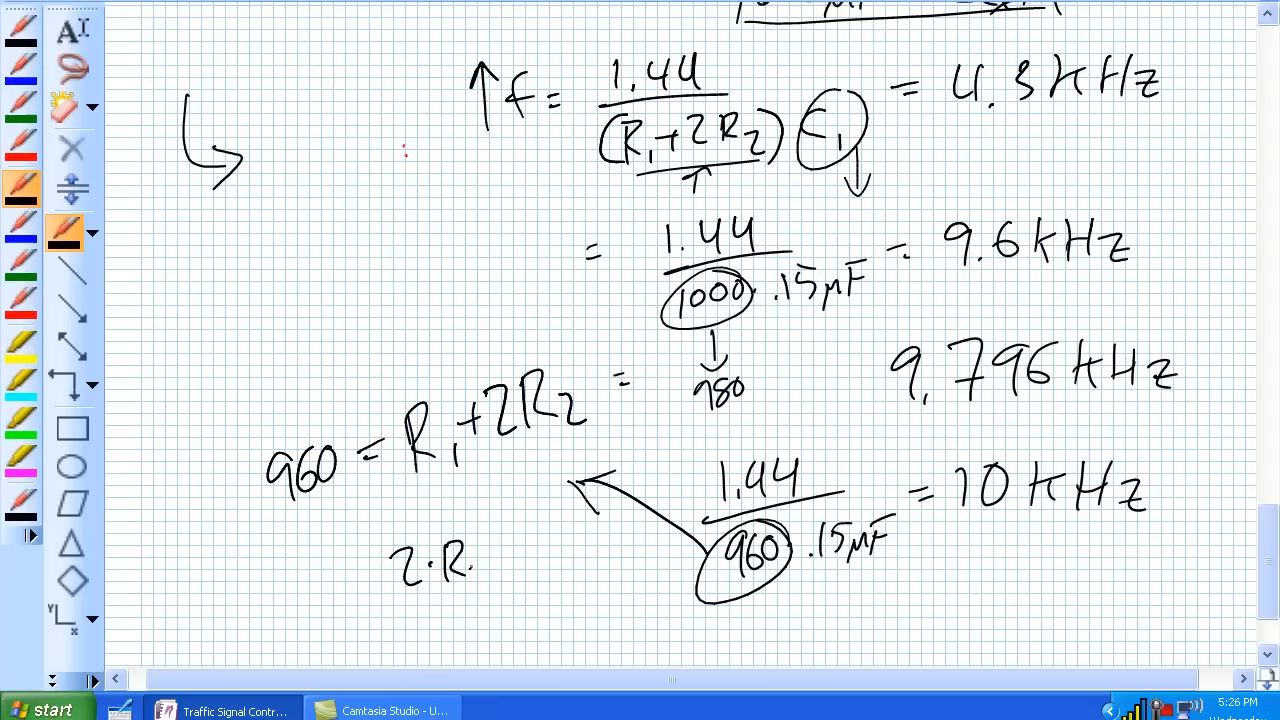 ↑ f = 1.44 / (R1 + 2R2) C1 = 4.3 KHz
= 1.44 / 1000 · .15µF = 9.6 KHz
= 980 9.796 KHz
960 = R1 + 2R2
1.44 / 960 · .15µF = 10 KHz
2·R.
start
Traffic Signal Contr...
Camtasia Studio - U...
5:26 PM